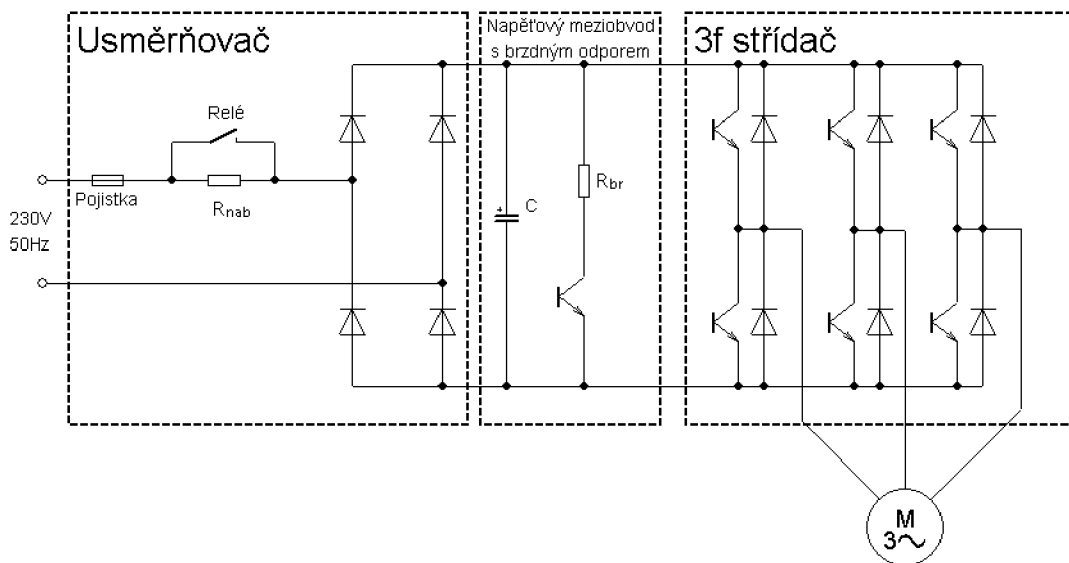 Usměrňovač
Napěťový meziobvod
s brzdným odporem
3f střídač
Relé
Pojistka
Rnab
230V
50Hz
+
C
Rbr
M
3~